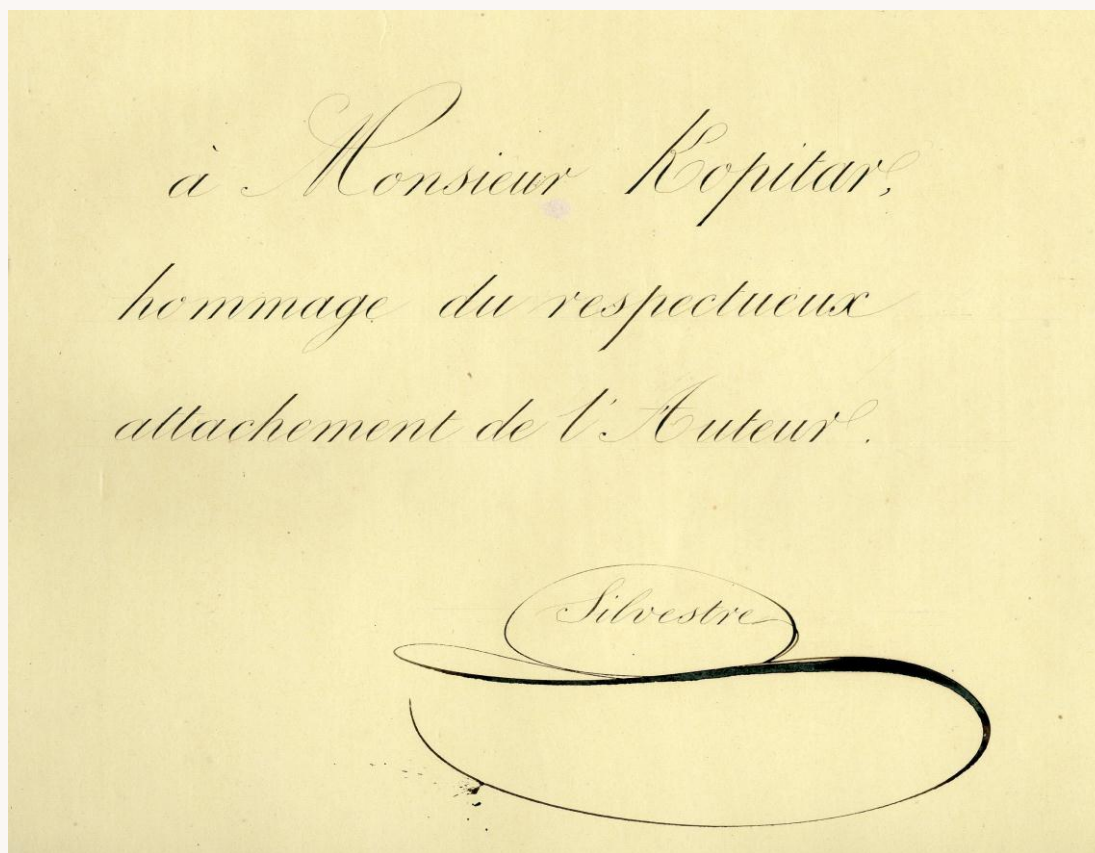 à Monsieur Kopitar,
hommage du respectueux
attachement de l'Auteur.
Silvestre